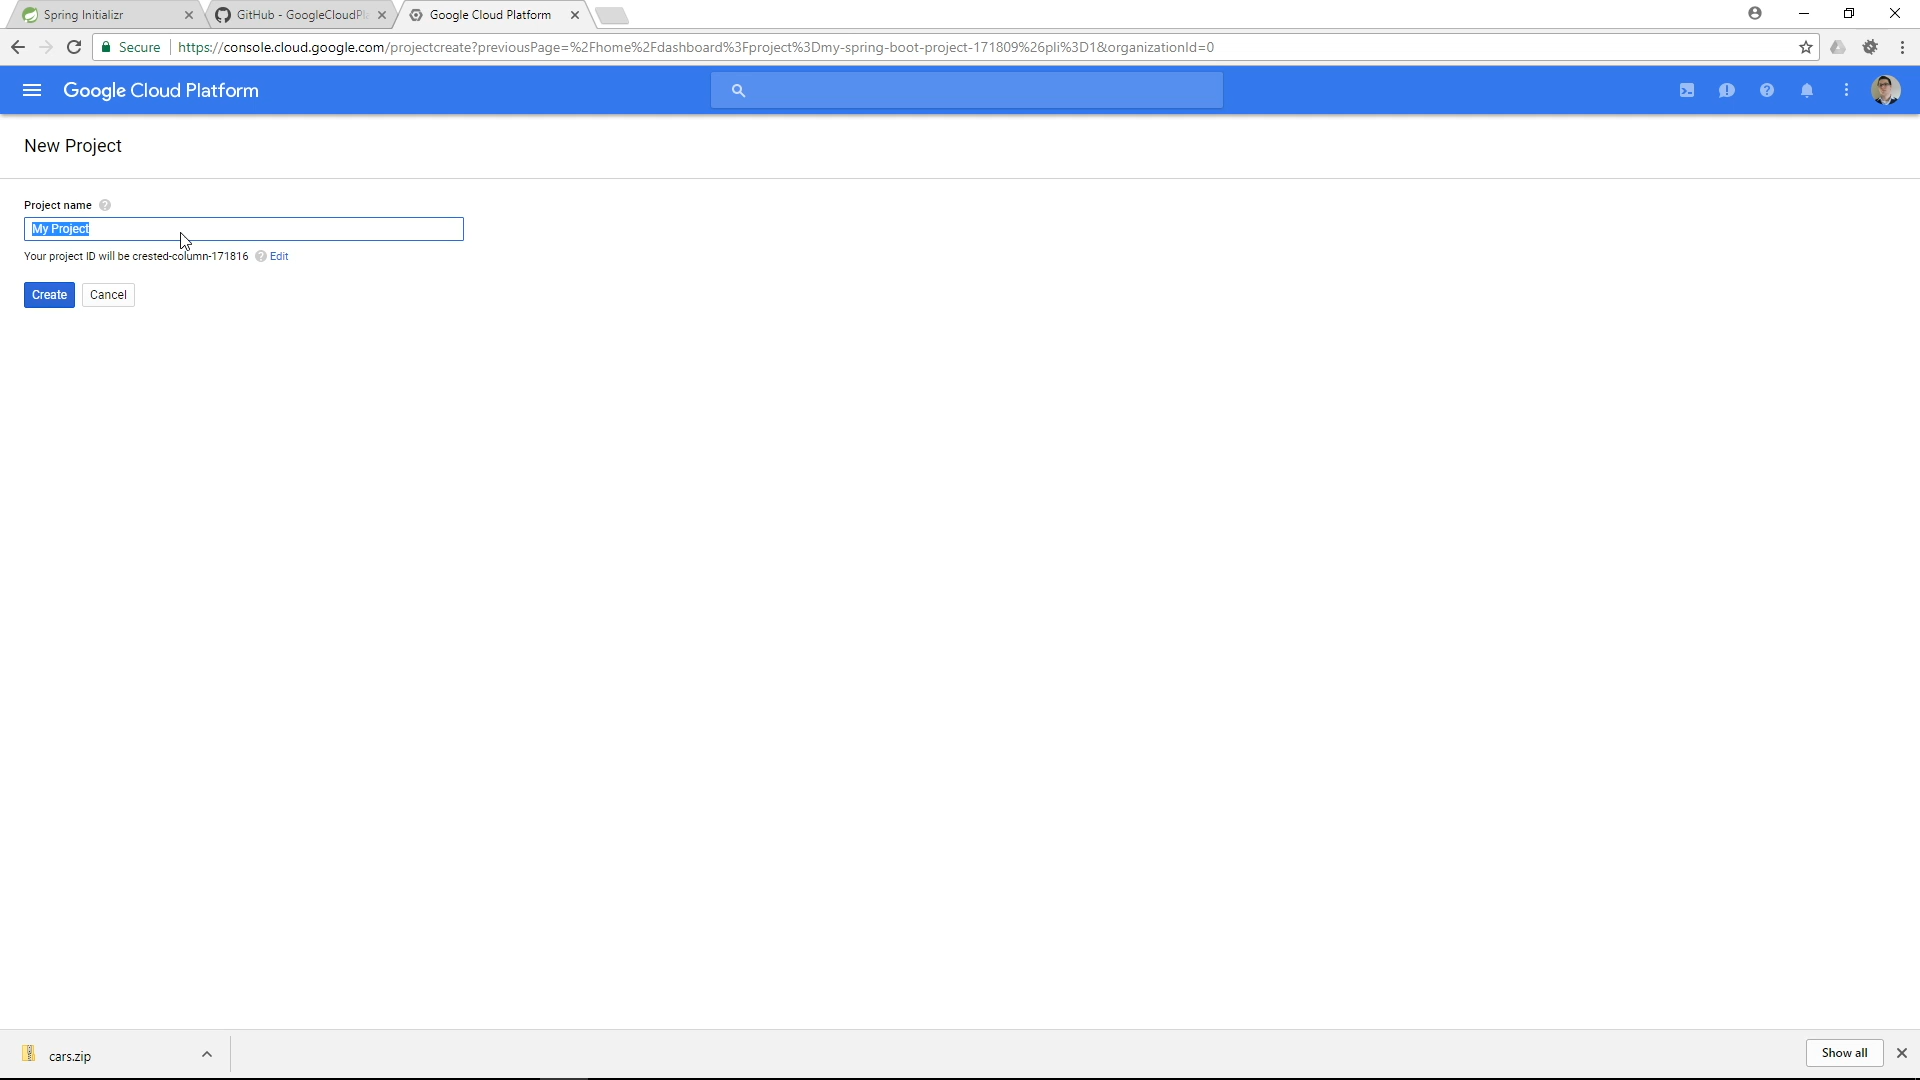 Spring Initializr
GitHub - GoogleCloudPl
Google Cloud Platform
Secure https://console.cloud.google.com/projectcreate?previousPage=%2Fhome%2Fdashboard%3Fproject%3Dmy-spring-boot-project-171809%26pli%3D1&organizationId=0
Google Cloud Platform
New Project
Project name
My Project
Your project ID will be crested-column-171816 Edit
Create Cancel
cars.zip
Show all